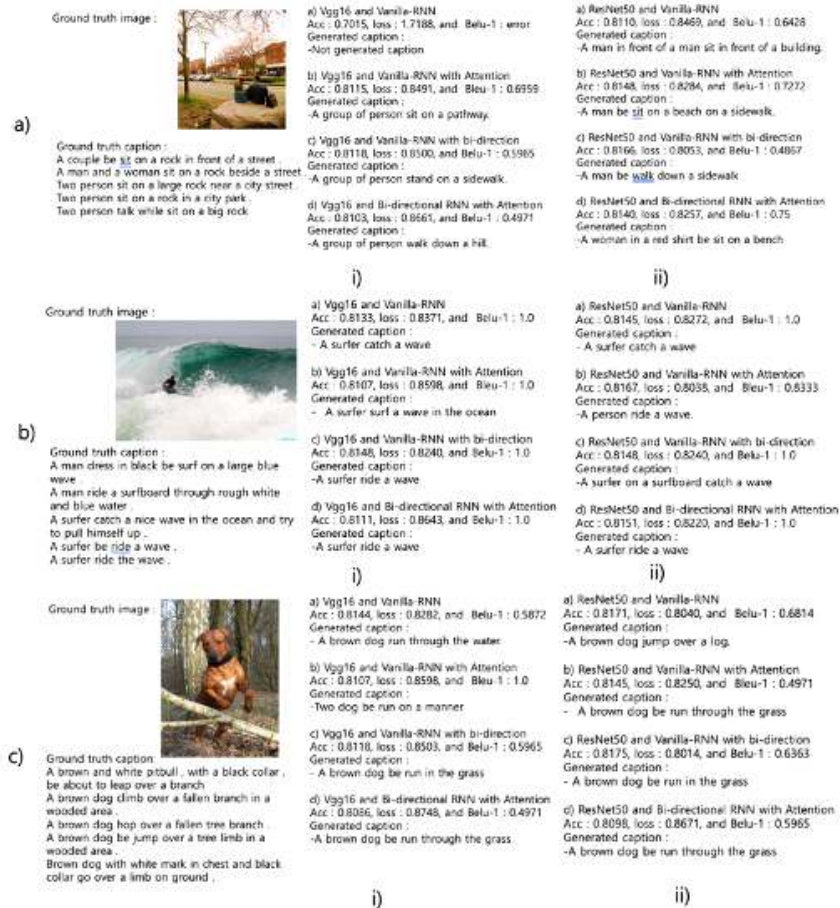 Ground truth image :
a)
Ground truth caption :
A couple be sit on a rock in front of a street .
A man and a woman sit on a rock beside a street .
Two person sit on a large rock near a city street .
Two person sit on a rock in a city park .
Two person talk while sit on a big rock
a) Vgg16 and Vanilla-RNN
Acc : 0.7015, loss : 1.7188, and Belu-1 : error
Generated caption :
-Not generated caption
b) Vgg16 and Vanilla-RNN with Attention
Acc : 0.8115, loss : 0.8491, and Bleu-1 : 0.6959
Generated caption :
-A group of person sit on a pathway.
c) Vgg16 and Vanilla-RNN with bi-direction
Acc : 0.8118, loss : 0.8500, and Belu-1 : 0.5965
Generated caption :
-A group of person stand on a sidewalk.
d) Vgg16 and Bi-directional RNN with Attention
Acc : 0.8103, loss : 0.8661, and Belu-1 : 0.4971
Generated caption :
-A group of person walk down a hill.
i)
a) ResNet50 and Vanilla-RNN
Acc : 0.8110, loss : 0.8469, and Belu-1 : 0.6428
Generated caption :
-A man in front of a man sit in front of a building.
b) ResNet50 and Vanilla-RNN with Attention
Acc : 0.8148, loss : 0.8284, and Bleu-1 : 0.7272
Generated caption :
-A man be sit on a beach on a sidewalk.
c) ResNet50 and Vanilla-RNN with bi-direction
Acc : 0.8166, loss : 0.8053, and Belu-1 : 0.4867
Generated caption :
-A man be walk down a sidewalk
d) ResNet50 and Bi-directional RNN with Attention
Acc : 0.8140, loss : 0.8257, and Belu-1 : 0.75
Generated caption :
-A woman in a red shirt be sit on a bench
ii)
Ground truth image :
b)
Ground truth caption :
A man dress in black be surf on a large blue
wave .
A man ride a surfboard through rough white
and blue water .
A surfer catch a nice wave in the ocean and try
to pull himself up .
A surfer be ride a wave .
A surfer ride the wave .
a) Vgg16 and Vanilla-RNN
Acc : 0.8133, loss : 0.8371, and Belu-1 : 1.0
Generated caption :
- A surfer catch a wave
b) Vgg16 and Vanilla-RNN with Attention
Acc : 0.8107, loss : 0.8598, and Bleu-1 : 1.0
Generated caption :
- A surfer surf a wave in the ocean
c) Vgg16 and Vanilla-RNN with bi-direction
Acc : 0.8148, loss : 0.8240, and Belu-1 : 1.0
Generated caption :
-A surfer ride a wave
d) Vgg16 and Bi-directional RNN with Attention
Acc : 0.8111, loss : 0.8643, and Belu-1 : 1.0
Generated caption :
-A surfer ride a wave
i)
a) ResNet50 and Vanilla-RNN
Acc : 0.8145, loss : 0.8272, and Belu-1 : 1.0
Generated caption :
- A surfer catch a wave
b) ResNet50 and Vanilla-RNN with Attention
Acc : 0.8167, loss : 0.8038, and Bleu-1 : 0.8333
Generated caption :
-A person ride a wave.
c) ResNet50 and Vanilla-RNN with bi-direction
Acc : 0.8148, loss : 0.8240, and Belu-1 : 1.0
Generated caption :
-A surfer on a surfboard catch a wave
d) ResNet50 and Bi-directional RNN with Attention
Acc : 0.8151, loss : 0.8220, and Belu-1 : 1.0
Generated caption :
- A surfer ride a wave
ii)
Ground truth image :
c)
Ground truth caption:
A brown and white pitbull , with a black collar ,
be about to leap over a branch
A brown dog climb over a fallen branch in a
wooded area .
A brown dog hop over a fallen tree branch .
A brown dog be jump over a tree limb in a
wooded area .
Brown dog with white mark in chest and black
collar go over a limb on ground .
a) Vgg16 and Vanilla-RNN
Acc : 0.8144, loss : 0.8282, and Belu-1 : 0.5872
Generated caption :
- A brown dog run through the water.
b) Vgg16 and Vanilla-RNN with Attention
Acc : 0.8107, loss : 0.8598, and Bleu-1 : 1.0
Generated caption :
-Two dog be run on a manner
c) Vgg16 and Vanilla-RNN with bi-direction
Acc : 0.8118, loss : 0.8503, and Belu-1 : 0.5965
Generated caption :
- A brown dog be run in the grass
d) Vgg16 and Bi-directional RNN with Attention
Acc : 0.8086, loss : 0.8748, and Belu-1 : 0.4971
Generated caption :
-A brown dog be run through the grass.
i)
a) ResNet50 and Vanilla-RNN
Acc : 0.8171, loss : 0.8040, and Belu-1 : 0.6814
Generated caption :
-A brown dog jump over a log.
b) ResNet50 and Vanilla-RNN with Attention
Acc : 0.8145, loss : 0.8250, and Bleu-1 : 0.4971
Generated caption :
- A brown dog be run through the grass
c) ResNet50 and Vanilla-RNN with bi-direction
Acc : 0.8175, loss : 0.8014, and Belu-1 : 0.6363
Generated caption :
- A brown dog be run in the grass
d) ResNet50 and Bi-directional RNN with Attention
Acc : 0.8098, loss : 0.8671, and Belu-1 : 0.5965
Generated caption :
-A brown dog be run through the grass
ii)